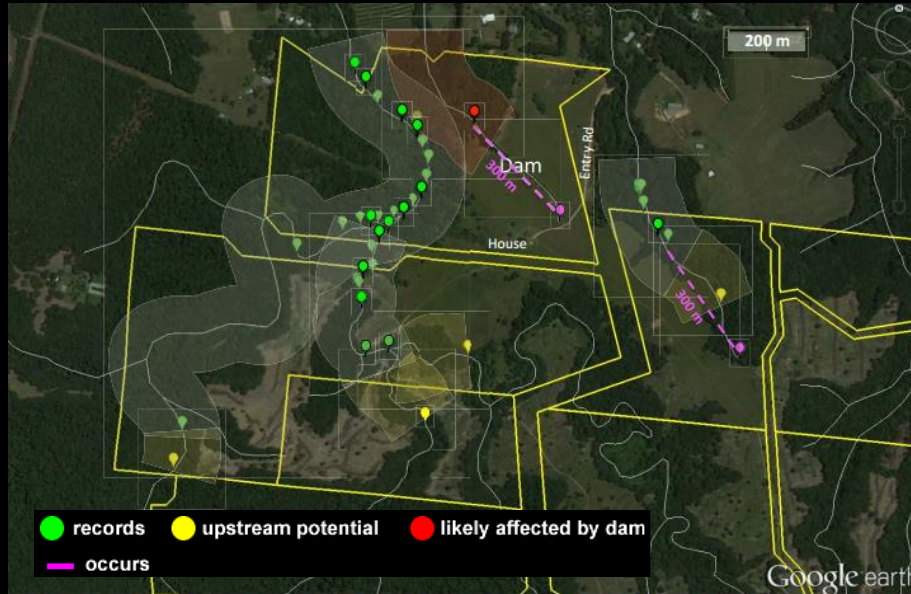 200 m
Entry Rd
Dam
300 m
House
300 m
records
upstream potential
likely affected by dam
occurs
Google earth